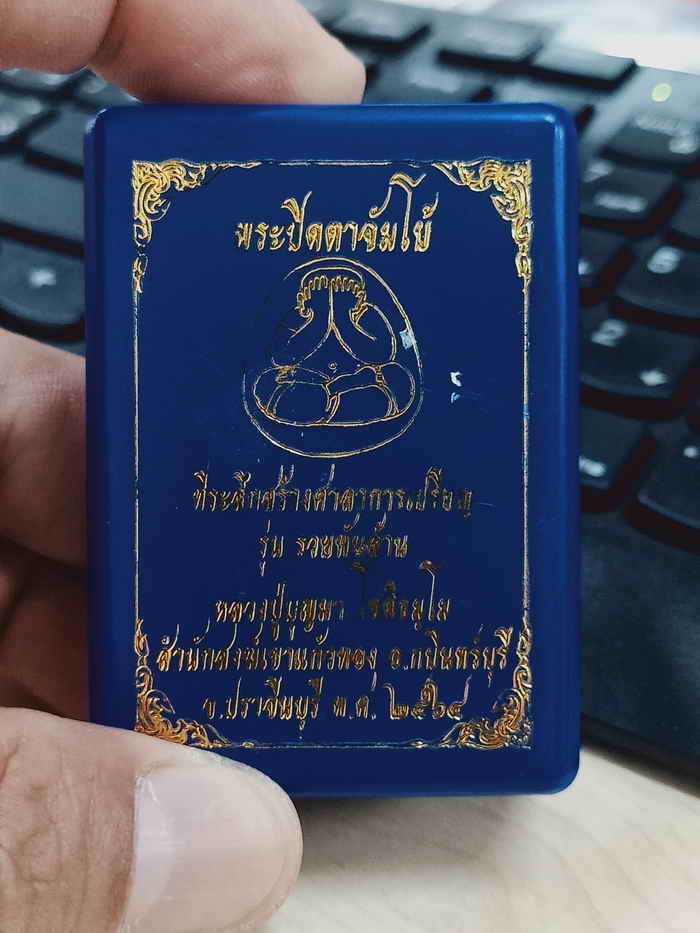 พระปิดตาจัมโบ้
ที่ระลึกสร้างศาลาการเปรียญ
รุ่น รวยพันล้าน
หลวงปู่บุญมา โชติธมฺโม
สำนักสงฆ์เขาแก้วทอง อ.กบินทร์บุรี
จ.ปราจีนบุรี พ.ศ. ๒๕๖๔